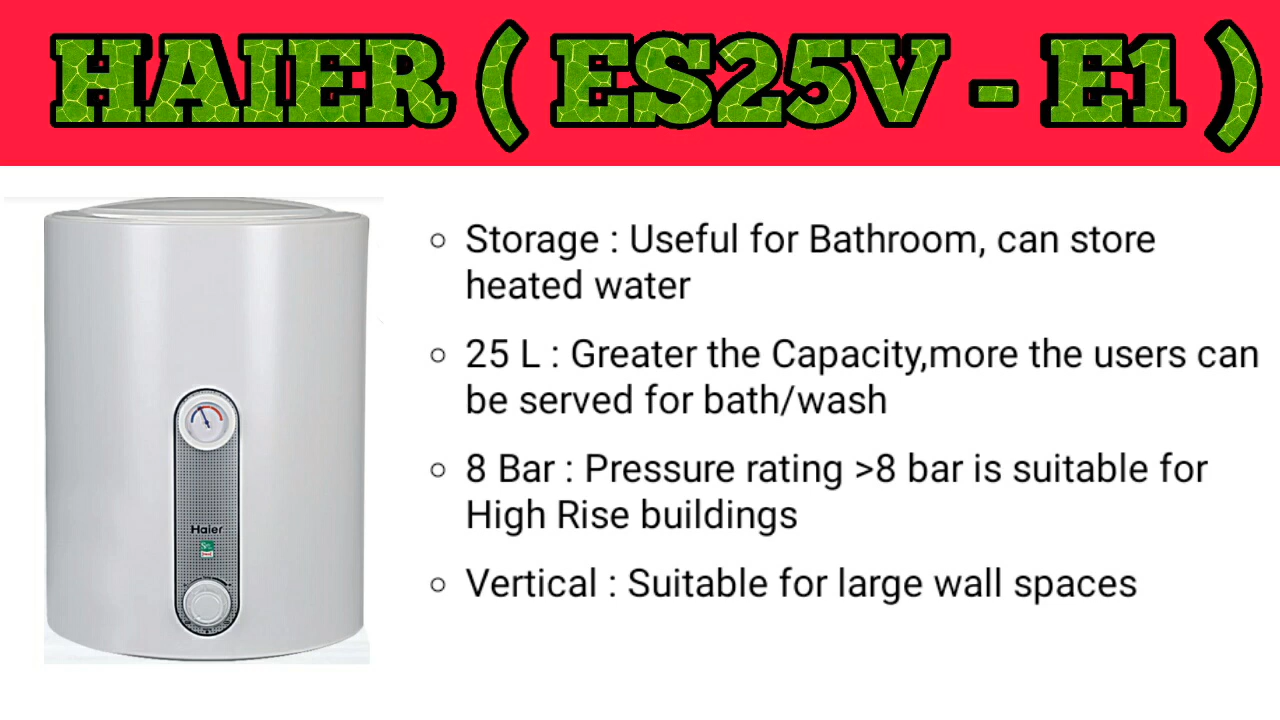 HAIER ( ES25V - E1 )
Storage : Useful for Bathroom, can store
heated water
25 L : Greater the Capacity,more the users can
be served for bath/wash
8 Bar : Pressure rating >8 bar is suitable for
High Rise buildings
Vertical : Suitable for large wall spaces
Haier